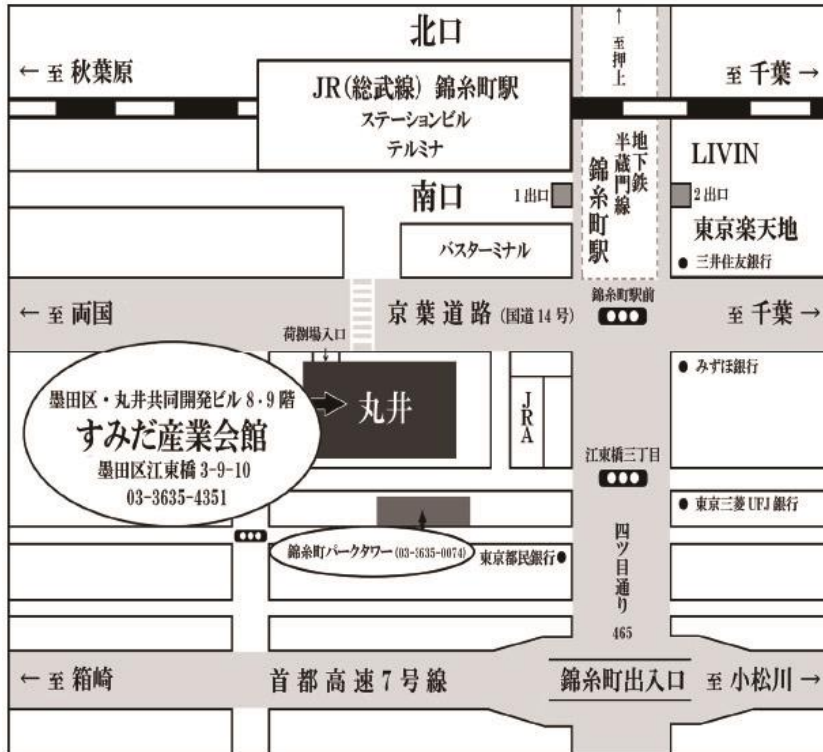 北口
← 至 秋葉原
JR(総武線) 錦糸町駅
ステーションビル
テルミナ
← 至 押上
至 千葉 →
地下鉄
半蔵門線
錦糸町駅
LIVIN
南口
1出口
2出口
東京楽天地
バスターミナル
● 三井住友銀行
錦糸町駅前
← 至 両国
京葉道路 (国道14号)
至 千葉 →
荷捌場入口
↓
墨田区・丸井共同開発ビル 8・9階
すみだ産業会館
墨田区江東橋 3-9-10
03-3635-4351
丸井
JRA
● みずほ銀行
江東橋三丁目
● 東京三菱 UFJ 銀行
錦糸町パークタワー (03-3635-0074)
東京都民銀行 ●
四ツ目通り
465
← 至 箱崎
首都高速7号線
錦糸町出入口
至 小松川 →